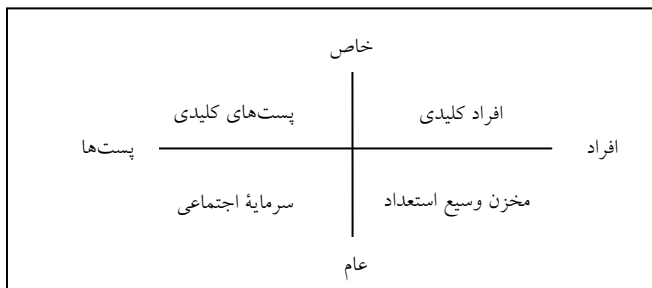 خاص
افراد کلیدی
پست‌های کلیدی
افراد
پست‌ها
مخزن وسیع استعداد
سرمایهٔ اجتماعی
عام